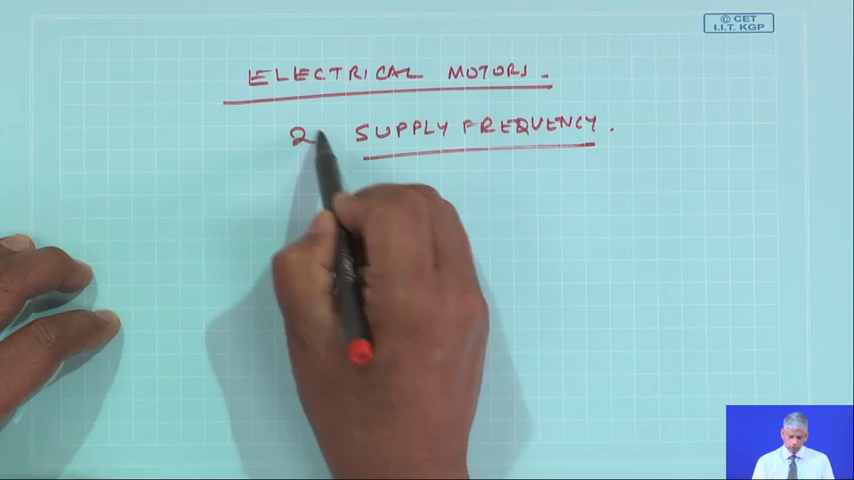 © CET
I.I.T. KGP
ELECTRICAL MOTORS.
2 SUPPLY FREQUENCY.